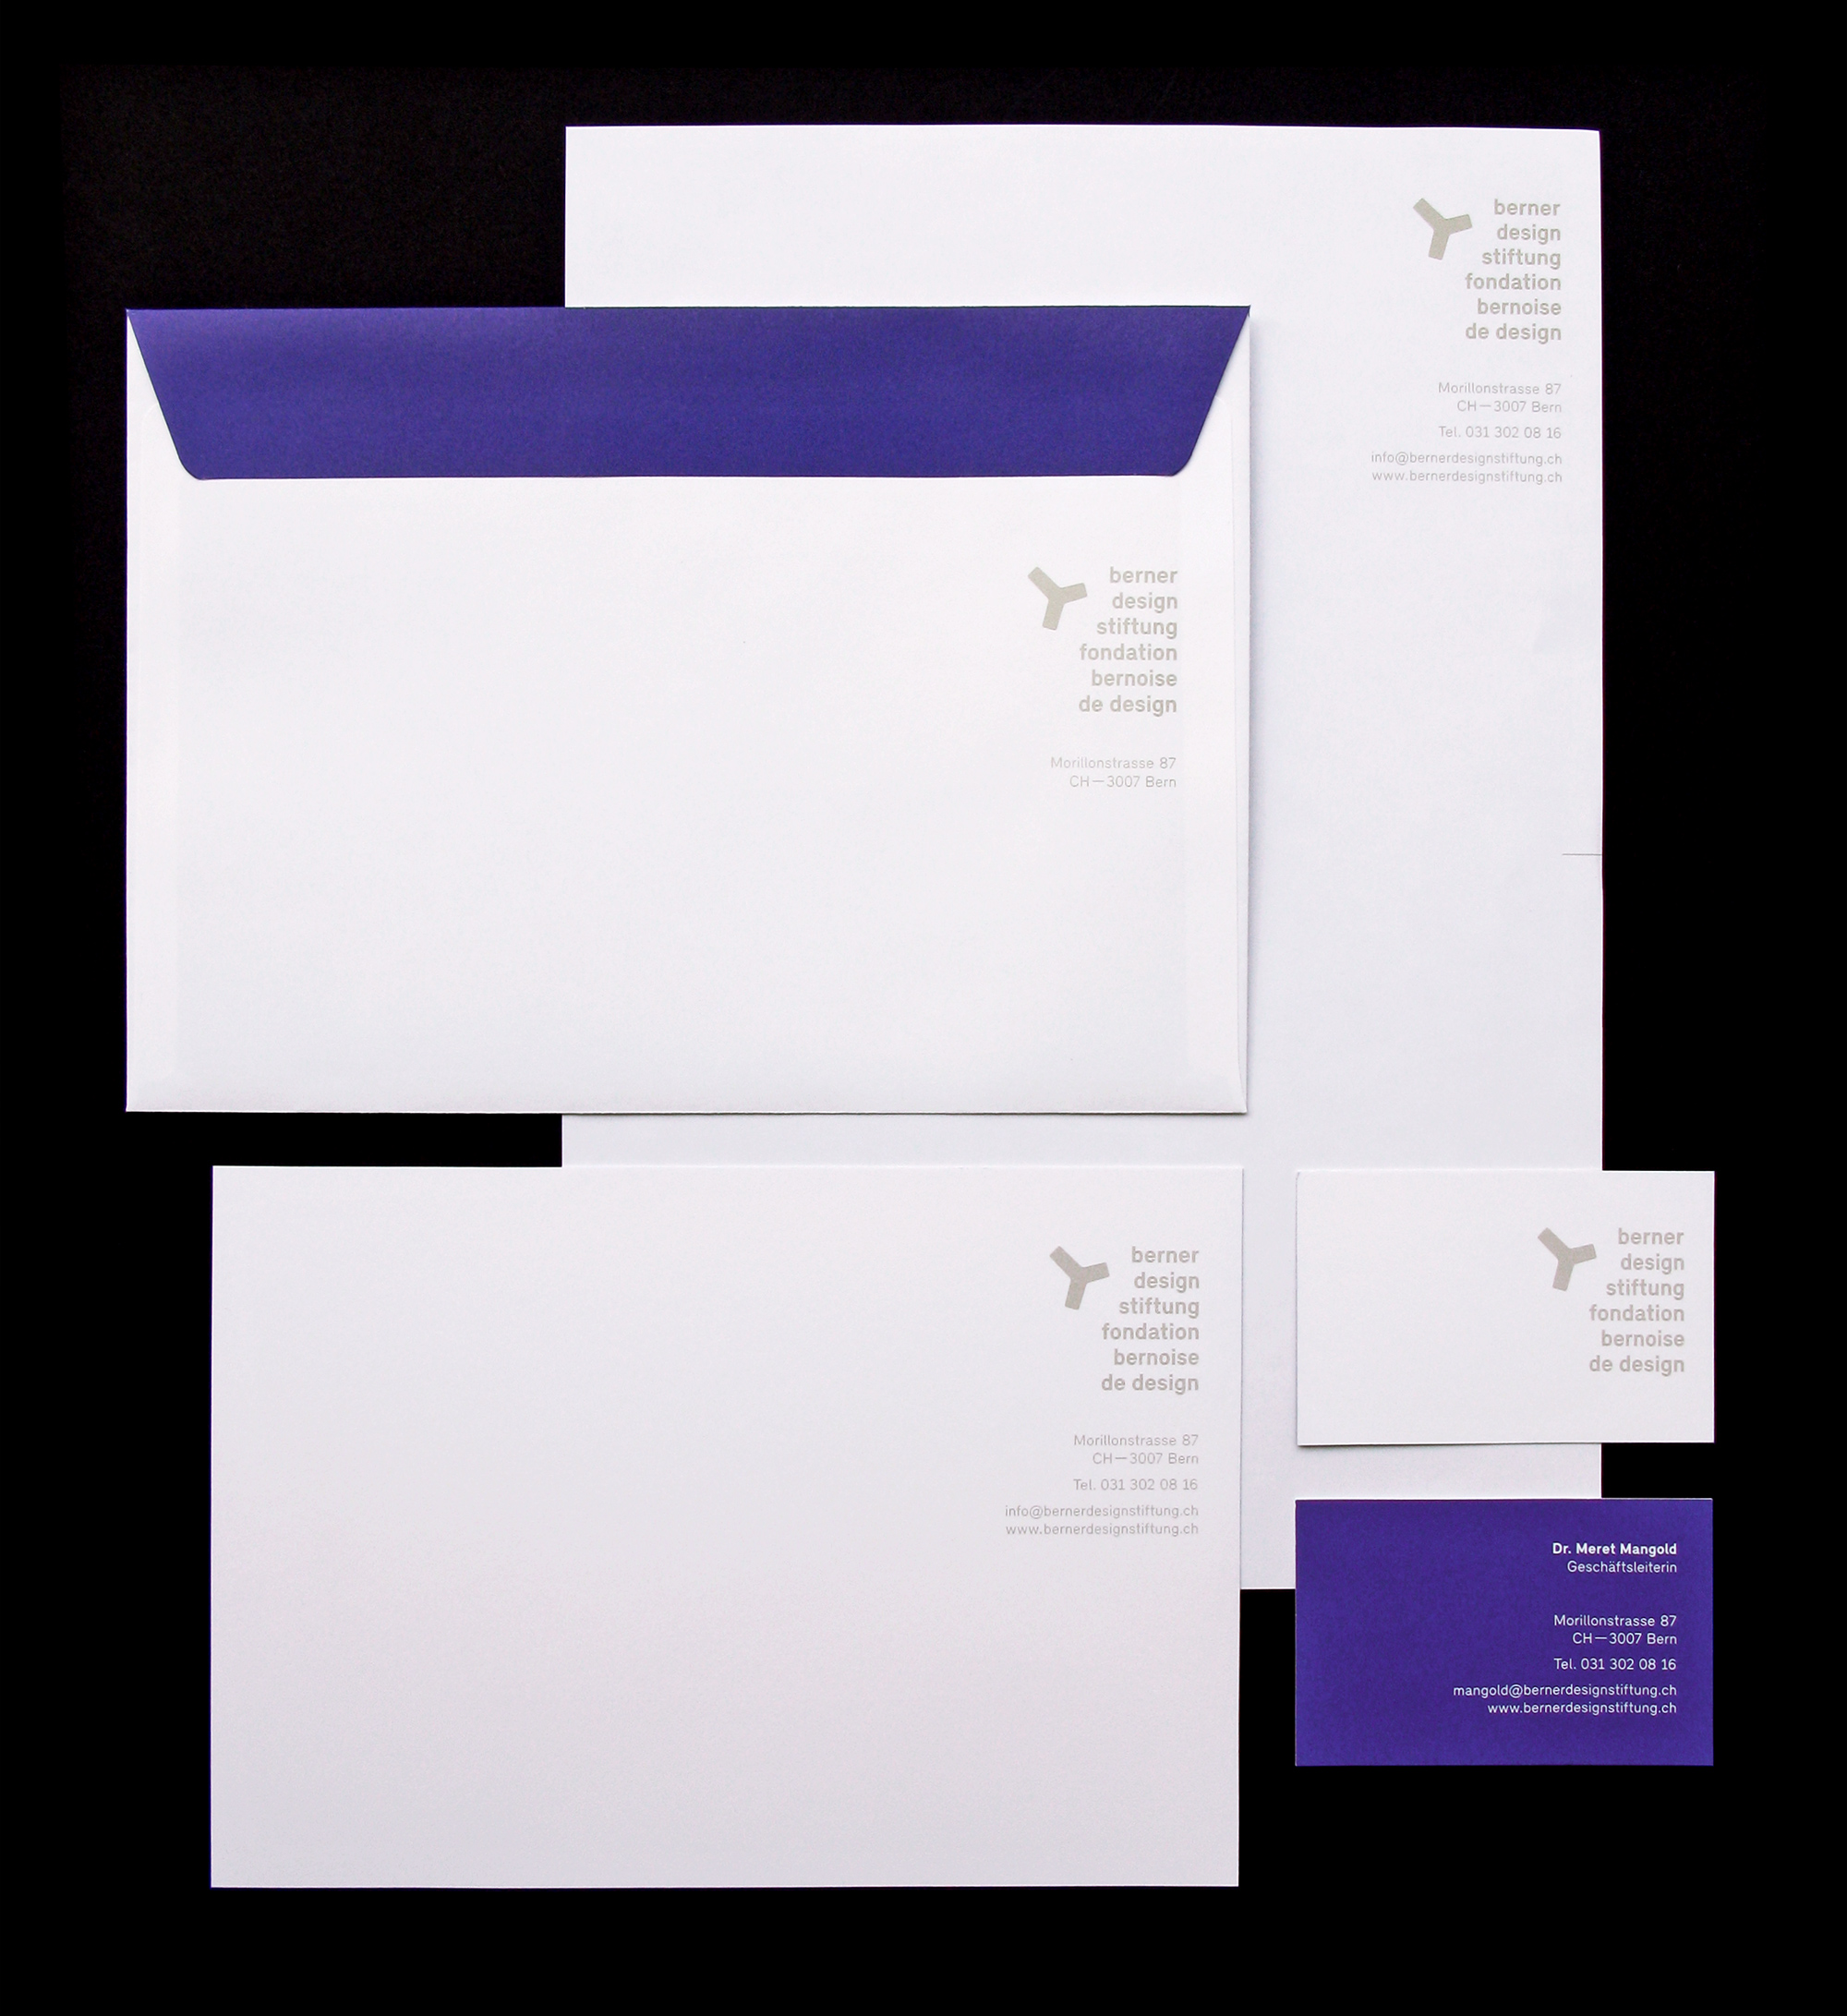 berner
design
stiftung
fondation
bernoise
de design
Morillonstrasse 87
CH—3007 Bern
Tel. 031 302 08 16
info@bernerdesignstiftung.ch
www.bernerdesignstiftung.ch
berner
design
stiftung
fondation
bernoise
de design
Morillonstrasse 87
CH—3007 Bern
berner
design
stiftung
fondation
bernoise
de design
Morillonstrasse 87
CH—3007 Bern
Tel. 031 302 08 16
info@bernerdesignstiftung.ch
www.bernerdesignstiftung.ch
berner
design
stiftung
fondation
bernoise
de design
Dr. Meret Mangold
Geschäftsleiterin
Morillonstrasse 87
CH—3007 Bern
Tel. 031 302 08 16
mangold@bernerdesignstiftung.ch
www.bernerdesignstiftung.ch